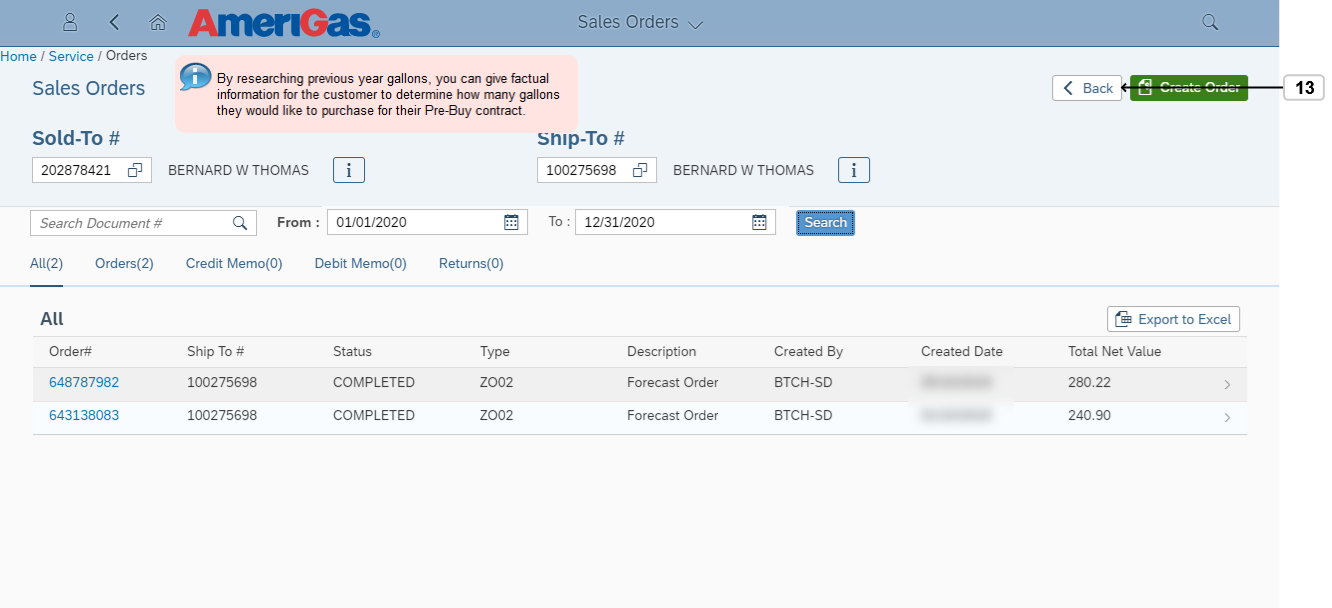 AmeriGas®
Sales Orders
Home / Service / Orders
By researching previous year gallons, you can give factual
information for the customer to determine how many gallons
they would like to purchase for their Pre-Buy contract.
Sales Orders
Back
Create Order
13
Sold-To #
Ship-To #
202878421 BERNARD W THOMAS i
100275698 BERNARD W THOMAS i
Search Document # From : 01/01/2020 To : 12/31/2020 Search
All(2) Orders(2) Credit Memo(0) Debit Memo(0) Returns(0)
All
Export to Excel
Order# Ship To # Status Type Description Created By Created Date Total Net Value
648787982 100275698 COMPLETED ZO02 Forecast Order BTCH-SD 280.22
643138083 100275698 COMPLETED ZO02 Forecast Order BTCH-SD 240.90